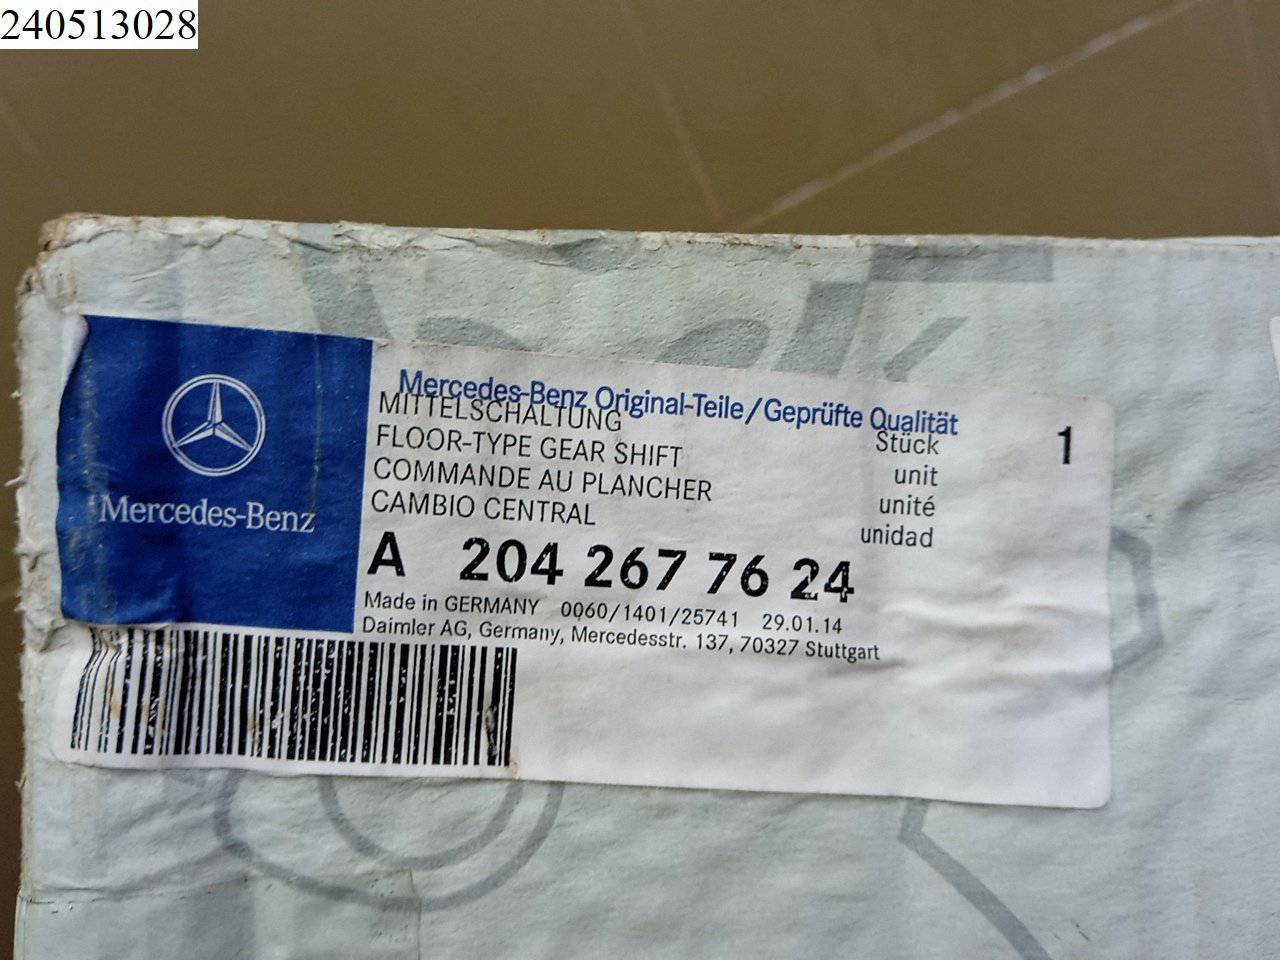 240513028
Mercedes-Benz
Mercedes-Benz Original-Teile/Geprüfte Qualität
MITTELSCHALTUNG
FLOOR-TYPE GEAR SHIFT
COMMANDE AU PLANCHER
CAMBIO CENTRAL
Stück 1
unit
unité
unidad
A 204 267 76 24
Made in GERMANY 0060/1401/25741 29.01.14
Daimler AG, Germany, Mercedesstr. 137, 70327 Stuttgart